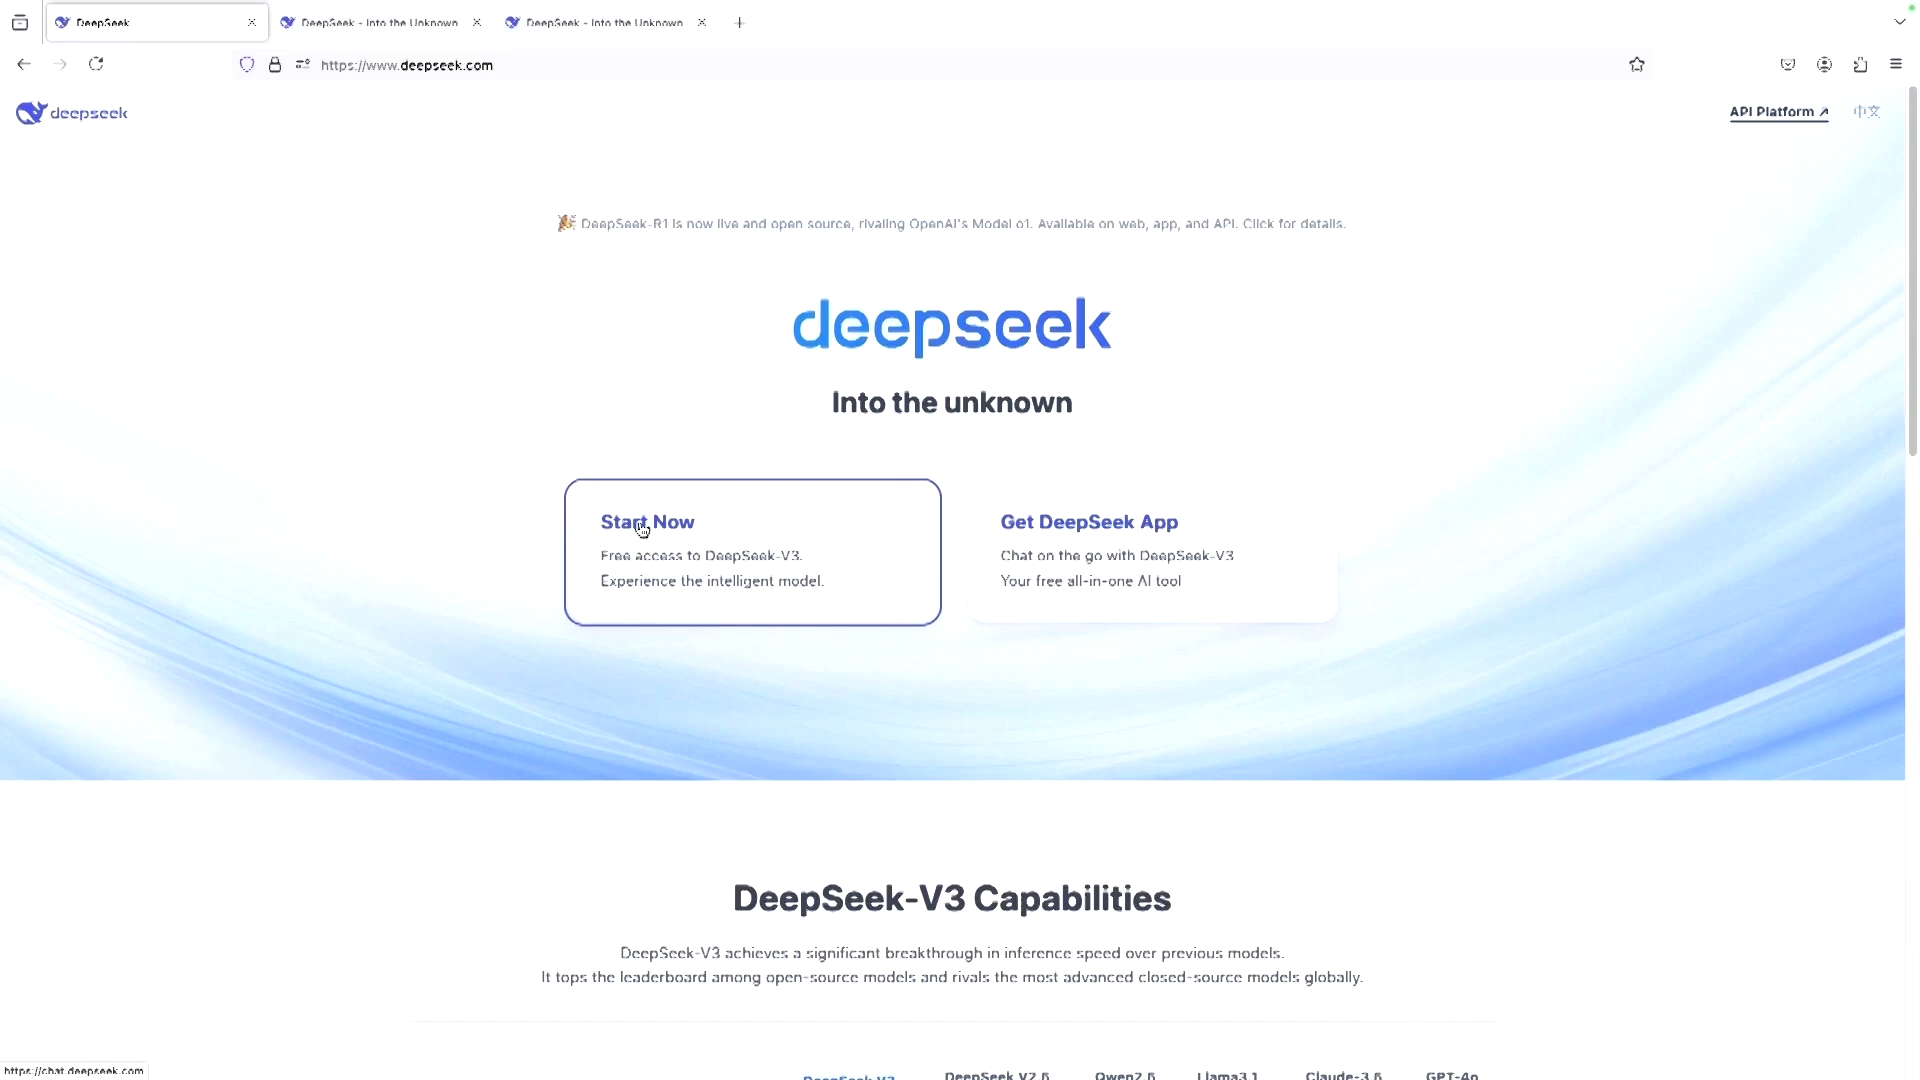 DeepSeek
DeepSeek - Into the Unknown
DeepSeek - Into the Unknown
https://www.deepseek.com
deepseek
API Platform ↗
中文
🎉 DeepSeek-R1 is now live and open source, rivaling OpenAI's Model o1. Available on web, app, and API. Click for details.
deepseek
Into the unknown
Start Now
Free access to DeepSeek-V3.
Experience the intelligent model.
Get DeepSeek App
Chat on the go with DeepSeek-V3
Your free all-in-one AI tool
DeepSeek-V3 Capabilities
DeepSeek-V3 achieves a significant breakthrough in inference speed over previous models.
It tops the leaderboard among open-source models and rivals the most advanced closed-source models globally.
https://chat.deepseek.com
DeepSeek V3 DeepSeek V2.5 Qwen2.5 Llama3.1 Claude-3.5 GPT-4o